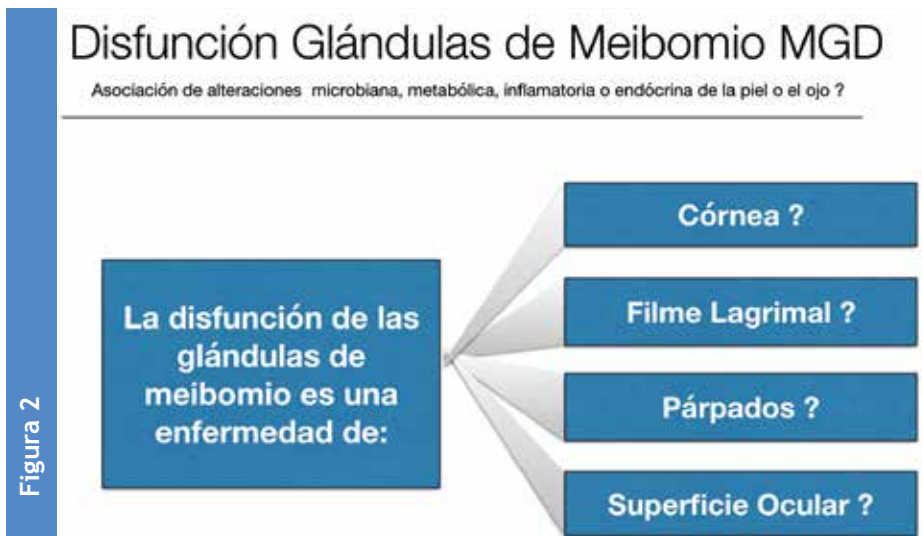 Disfunción Glándulas de Meibomio MGD
Asociación de alteraciones microbiana, metabólica, inflamatoria o endócrina de la piel o el ojo ?
La disfunción de las
glándulas de
meibomio es una
enfermedad de:
Córnea ?
Filme Lagrimal ?
Párpados ?
Superficie Ocular ?
Figura 2